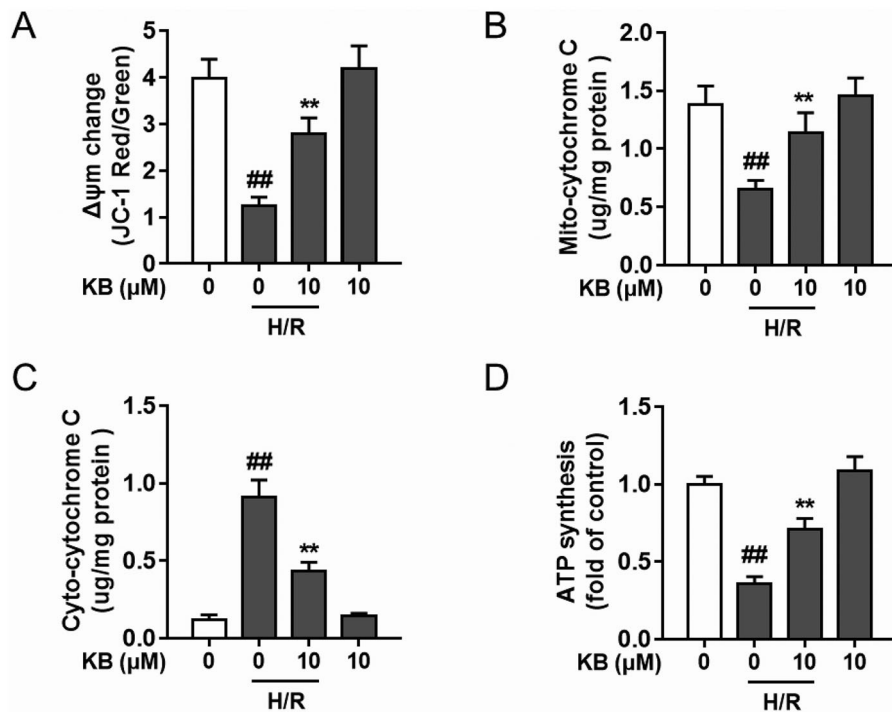 A
Δψm change
(JC-1 Red/Green)
5
4
3
2
1
0
##
**
KB (μM) 0 0 10 10
H/R
B
Mito-cytochrome C
(ug/mg protein )
2.0
1.5
1.0
0.5
0.0
##
**
KB (μM) 0 0 10 10
H/R
C
Cyto-cytochrome C
(ug/mg protein )
1.5
1.0
0.5
0.0
##
**
KB (μM) 0 0 10 10
H/R
D
ATP synthesis
(fold of control)
1.5
1.0
0.5
0.0
##
**
KB (μM) 0 0 10 10
H/R